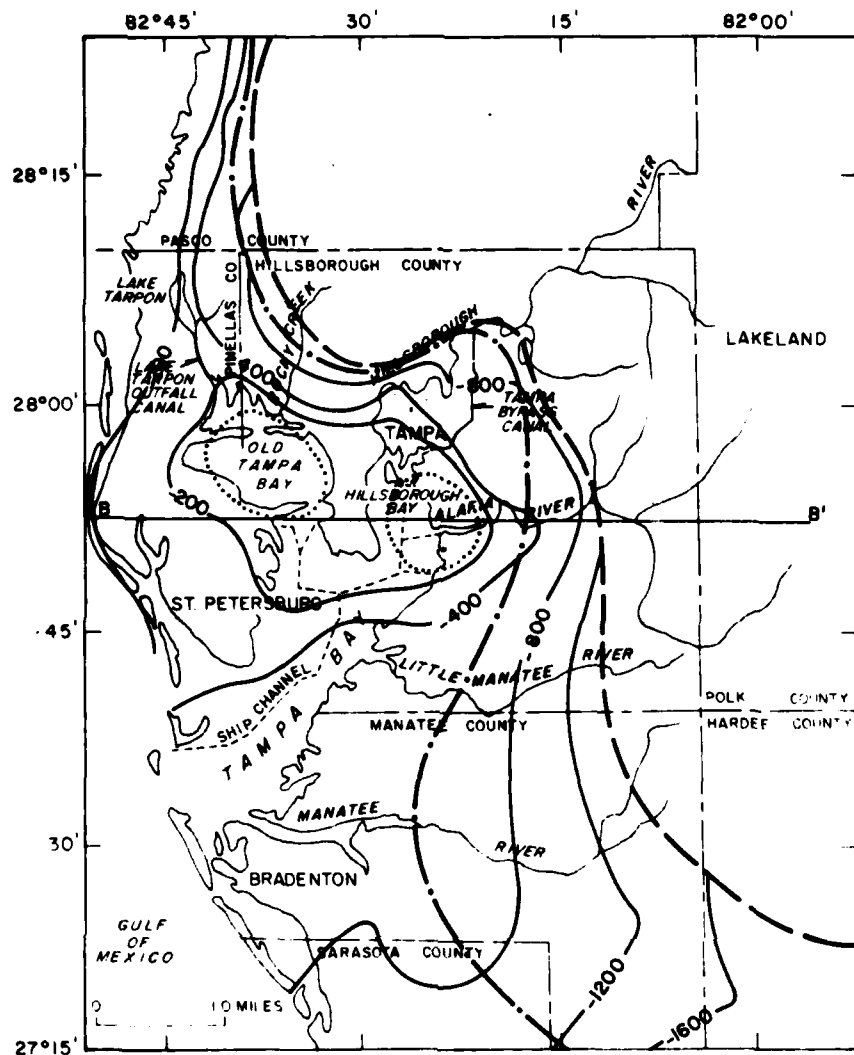 82°45' 30' 15' 82°00'
28°15'
RIVER
PASCO COUNTY
HILLSBOROUGH COUNTY
LAKE
TARPON
PINELLAS CO
CREEK
LAKELAND
TARPON
OUTFALL
CANAL
28°00'
-800
TAMPA
BYPASS
CANAL
TAMPA
OLD
TAMPA
BAY
HILLSBOROUGH
BAY
-200
ALAFIA RIVER
B B'
ST. PETERSBURG
-400
45'
800
LITTLE MANATEE RIVER
SHIP CHANNEL
TAMPA BA
POLK COUNTY
MANATEE COUNTY
HARDEE COUNTY
MANATEE RIVER
30'
BRADENTON
GULF
OF
MEXICO
SARASOTA COUNTY
-1200
-1600
0 10 MILES
27°15'